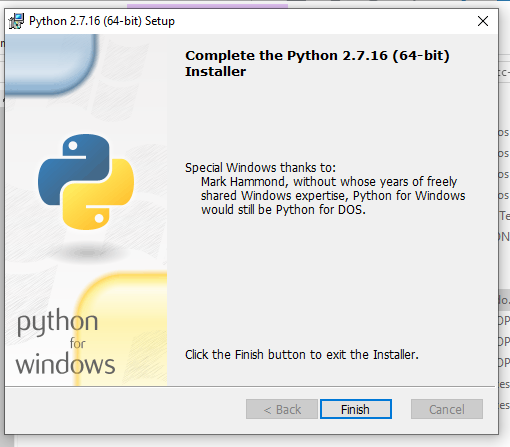 Python 2.7.16 (64-bit) Setup
Complete the Python 2.7.16 (64-bit)
Installer
Special Windows thanks to:
Mark Hammond, without whose years of freely
shared Windows expertise, Python for Windows
would still be Python for DOS.
python
for
windows
Click the Finish button to exit the Installer.
< Back
Finish
Cancel